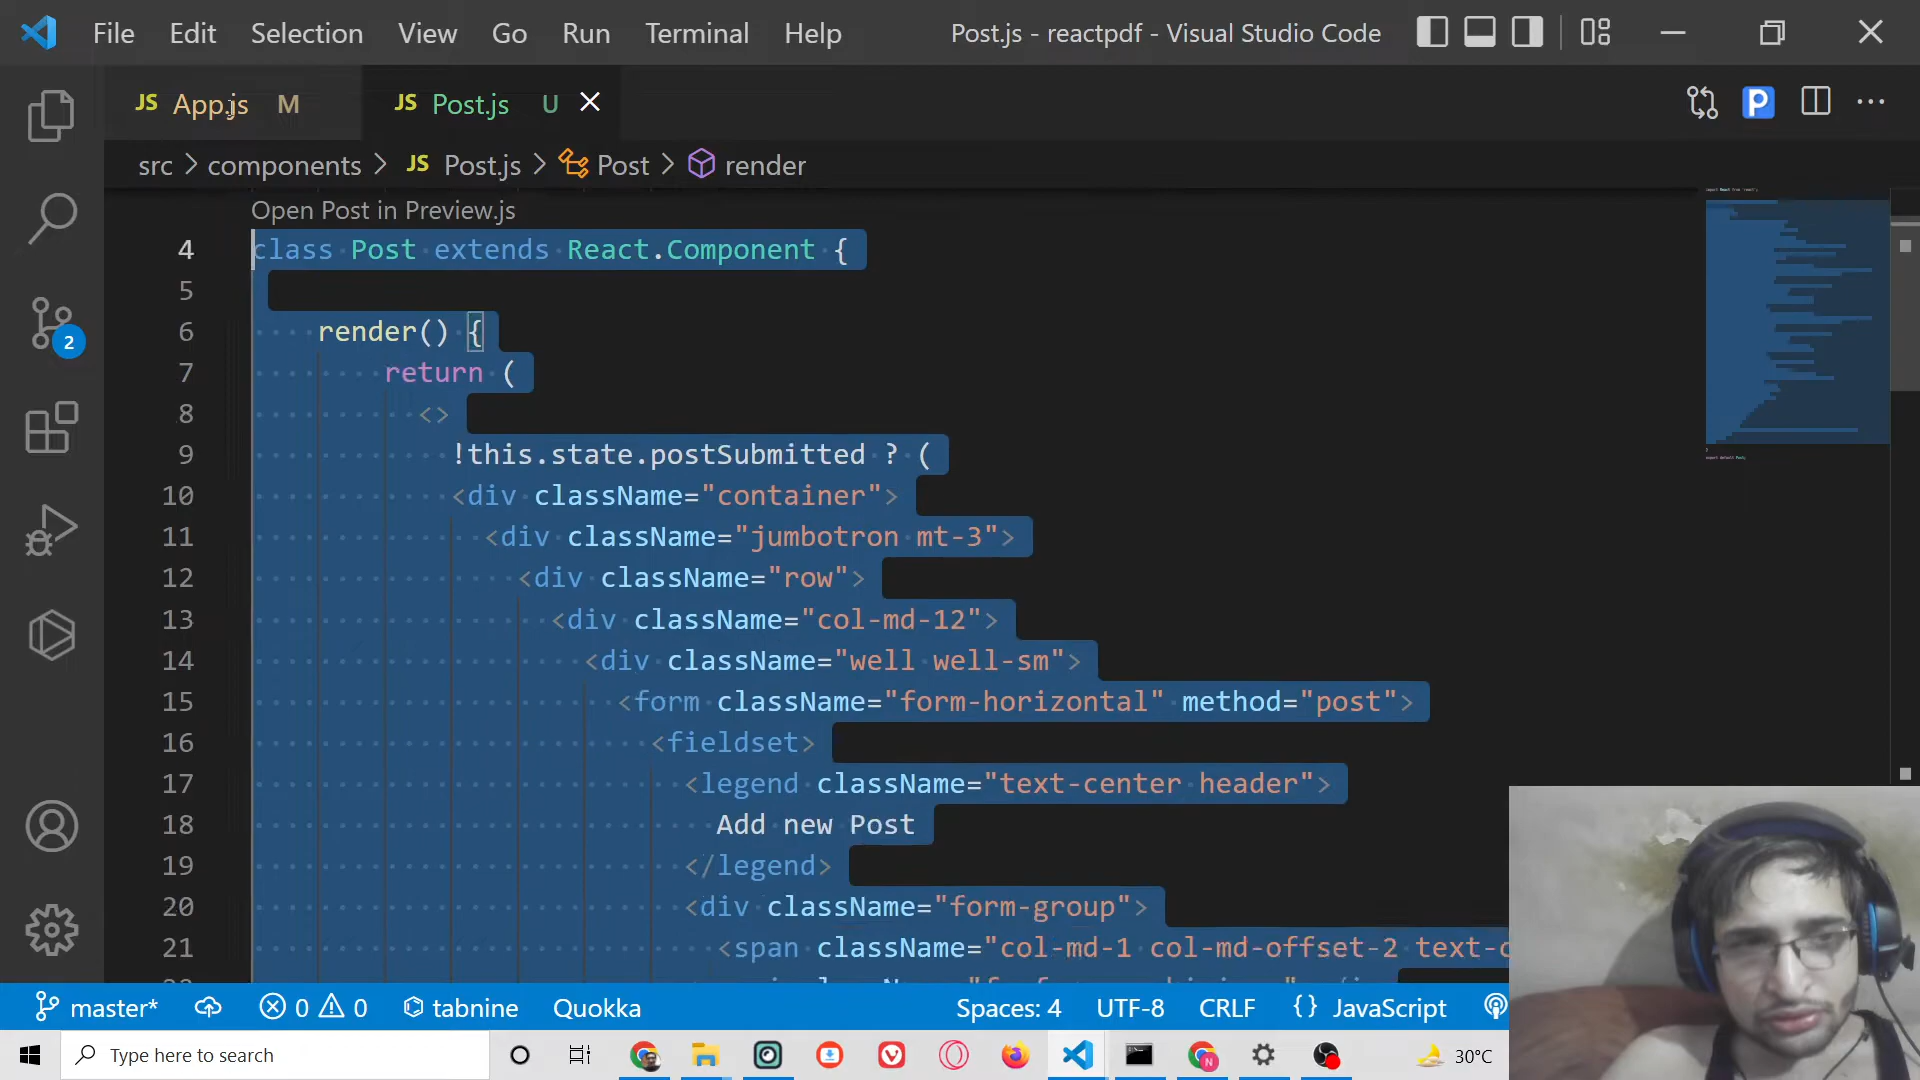 File Edit Selection View Go Run Terminal Help Post.js - reactpdf - Visual Studio Code
JS App.js M JS Post.js U
src > components > JS Post.js > Post > render
Open Post in Preview.js
4 class Post extends React.Component {
5
6 render() {
7 return (
8 <>
9 !this.state.postSubmitted ? (
10 <div className="container">
11 <div className="jumbotron mt-3">
12 <div className="row">
13 <div className="col-md-12">
14 <div className="well well-sm">
15 <form className="form-horizontal" method="post">
16 <fieldset>
17 <legend className="text-center header">
18 Add new Post
19 </legend>
20 <div className="form-group">
21 <span className="col-md-1 col-md-offset-2 text-c
2
master* 0 0 tabnine Quokka Spaces: 4 UTF-8 CRLF {} JavaScript
Type here to search 30°C